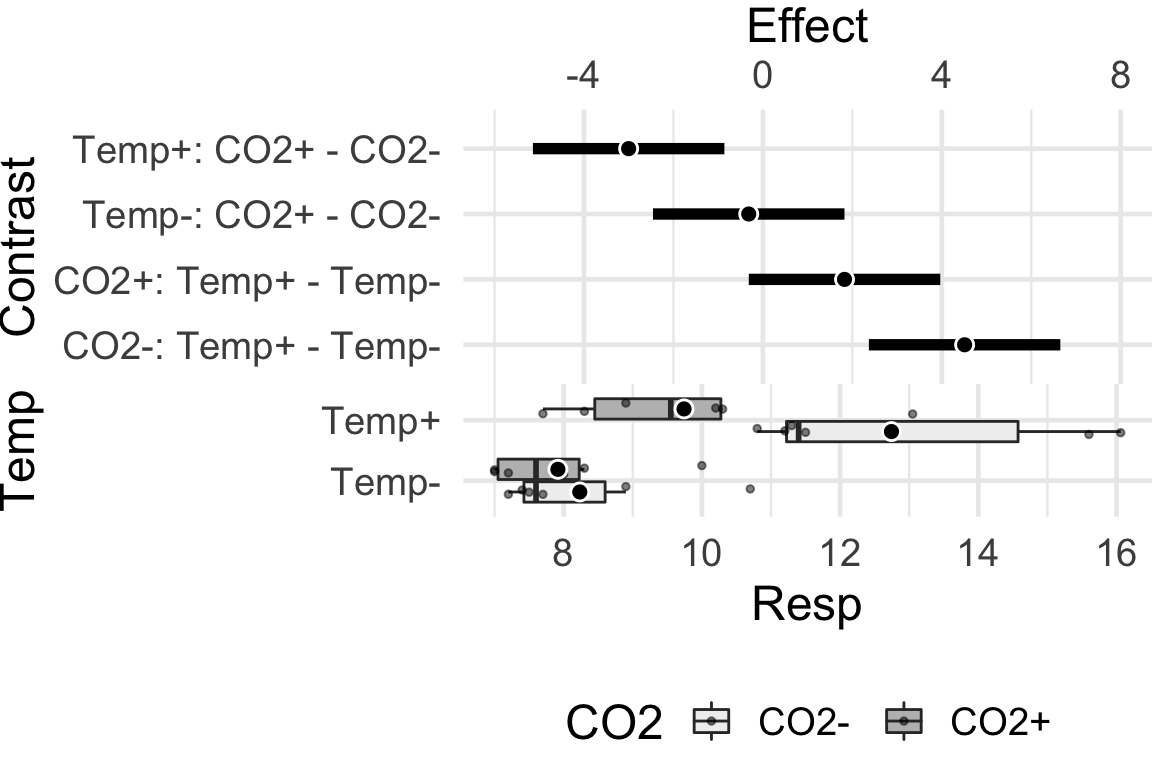 Effect
-4 0 4 8
Contrast
Temp+: CO2+ - CO2-
Temp-: CO2+ - CO2-
CO2+: Temp+ - Temp-
CO2-: Temp+ - Temp-
Temp
Temp+
Temp-
8 10 12 14 16
Resp
CO2 CO2- CO2+